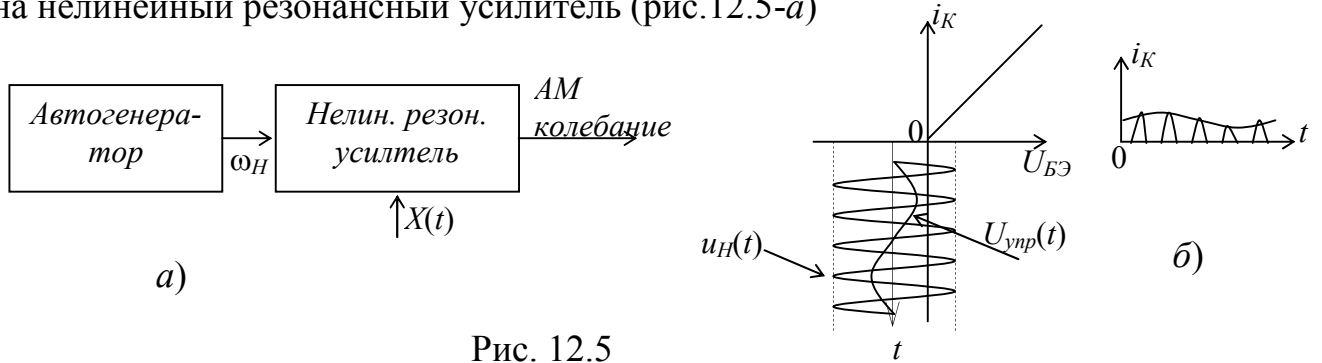 на нелинейный резонансный усилитель (рис.12.5-а)
Автогенера-
тор
ωН
Нелин. резон.
усилтель
АМ
колебание
X(t)
а)
iК
0
UБЭ
uН(t)
Uупр(t)
t
iК
0
t
б)
Рис. 12.5